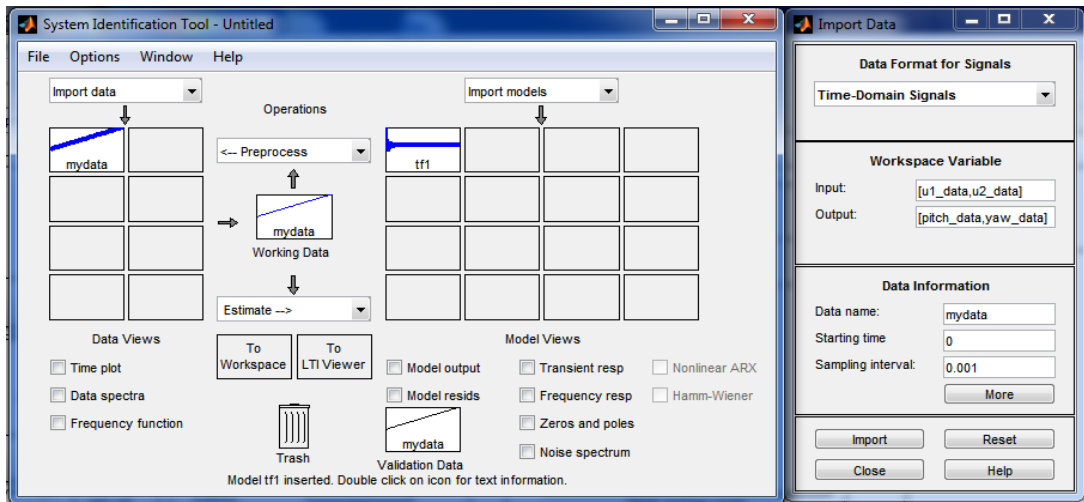 System Identification Tool - Untitled
File Options Window Help
Import data
Import models
Operations
mydata
<-- Preprocess
tf1
mydata
Working Data
Estimate -->
Data Views
Time plot
Data spectra
Frequency function
To
Workspace
To
LTI Viewer
Trash
Model Views
Model output
Model resids
Transient resp
Frequency resp
Zeros and poles
Noise spectrum
Nonlinear ARX
Hamm-Wiener
mydata
Validation Data
Model tf1 inserted. Double click on icon for text information.
Import Data
Data Format for Signals
Time-Domain Signals
Workspace Variable
Input: [u1_data,u2_data]
Output: [pitch_data,yaw_data]
Data Information
Data name: mydata
Starting time 0
Sampling interval: 0.001
More
Import Reset
Close Help